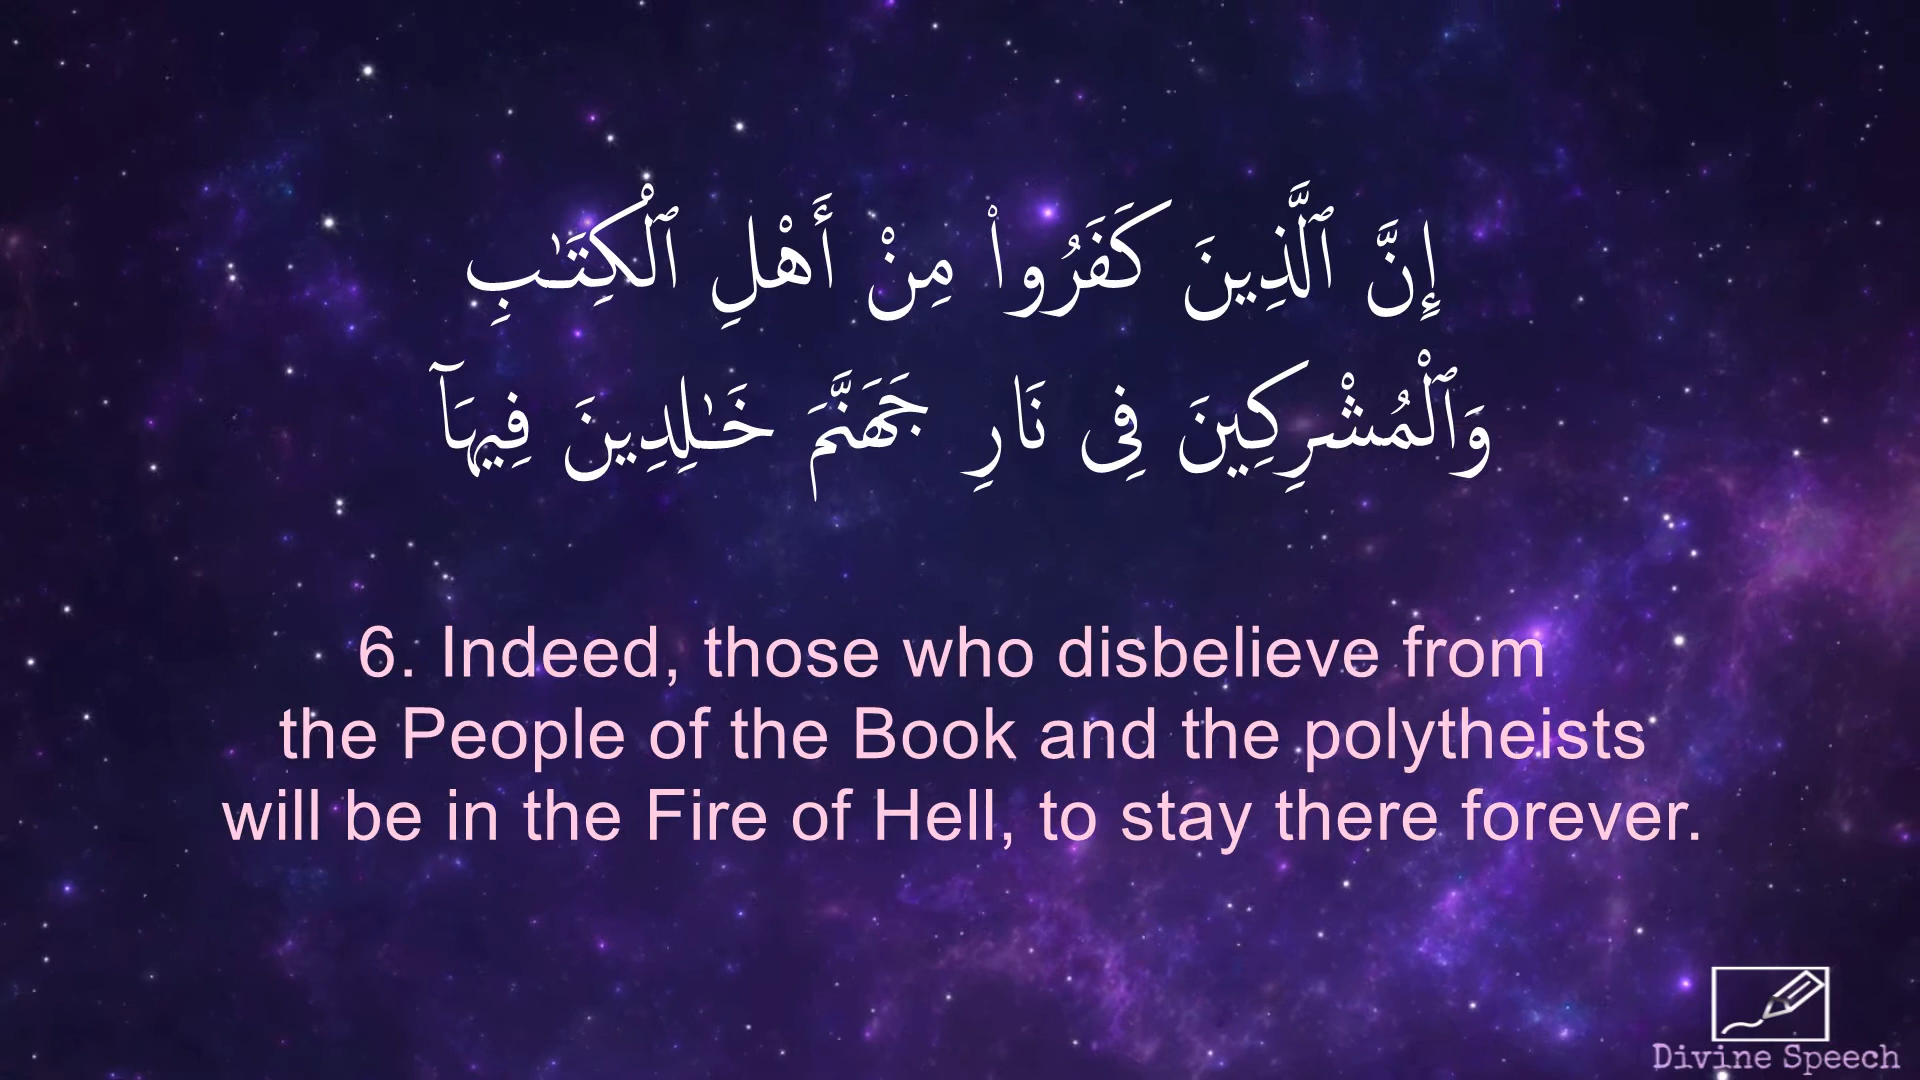 إِنَّ ٱلَّذِينَ كَفَرُوا۟ مِنْ أَهْلِ ٱلْكِتَـٰبِ
وَٱلْمُشْرِكِينَ فِى نَارِ جَهَنَّمَ خَـٰلِدِينَ فِيهَآ
6. Indeed, those who disbelieve from
the People of the Book and the polytheists
will be in the Fire of Hell, to stay there forever.
Divine Speech